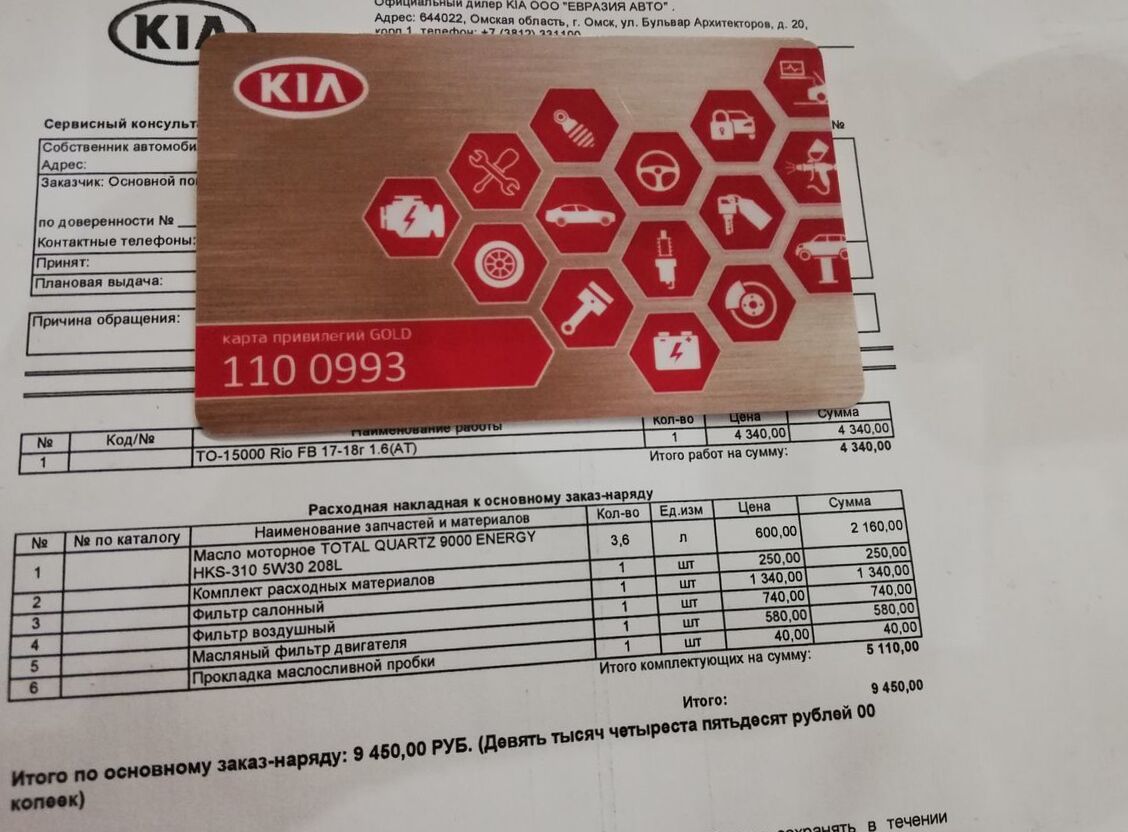 KIA
Официальный дилер KIA ООО "ЕВРАЗИЯ АВТО" .
Адрес: 644022, Омская область, г. Омск, ул. Бульвар Архитекторов, д. 20,
корп.1, телефон: +7 (3812) 331100
KIA
Сервисный консульт
№
Собственник автомоби
Адрес:
Заказчик: Основной по
по доверенности №
Контактные телефоны:
Принят:
Плановая выдача:
Причина обращения:
карта привилегий GOLD
110 0993
№ Код/№ Наименование работы Кол-во Цена Сумма
1 ТО-15000 Rio FB 17-18г 1.6(AT) 1 4 340,00 4 340,00
Итого работ на сумму: 4 340,00
Расходная накладная к основному заказ-наряду
№ № по каталогу Наименование запчастей и материалов Кол-во Ед.изм Цена Сумма
1 Масло моторное TOTAL QUARTZ 9000 ENERGY 3,6 л 600,00 2 160,00
HKS-310 5W30 208L
2 Комплект расходных материалов 1 шт 250,00 250,00
3 Фильтр салонный 1 шт 1 340,00 1 340,00
4 Фильтр воздушный 1 шт 740,00 740,00
5 Масляный фильтр двигателя 1 шт 580,00 580,00
6 Прокладка маслосливной пробки 1 шт 40,00 40,00
Итого комплектующих на сумму: 5 110,00
Итого: 9 450,00
Итого по основному заказ-наряду: 9 450,00 РУБ. (Девять тысяч четыреста пятьдесят рублей 00
копеек)
сохранять в течении